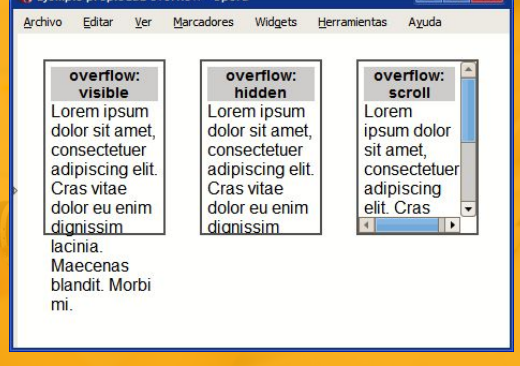 Archivo Editar Ver Marcadores Widgets Herramientas Ayuda
overflow:
visible
Lorem ipsum
dolor sit amet,
consectetuer
adipiscing elit.
Cras vitae
dolor eu enim
dignissim
lacinia.
Maecenas
blandit. Morbi
mi.
overflow:
hidden
Lorem ipsum
dolor sit amet,
consectetuer
adipiscing elit.
Cras vitae
dolor eu enim
dignissim
overflow:
scroll
Lorem
ipsum dolor
sit amet,
consectetuer
adipiscing
elit. Cras